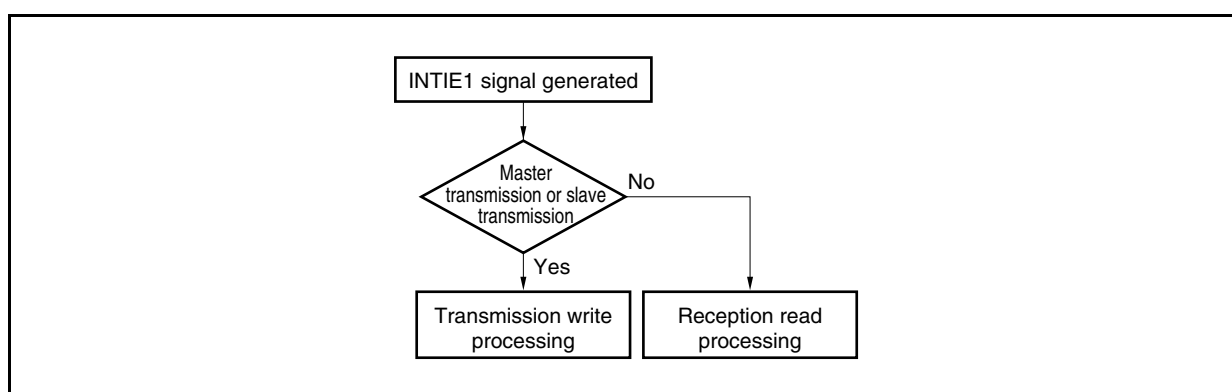 INTIE1 signal generated
Master
transmission or slave
transmission
No
Yes
Transmission write
processing
Reception read
processing